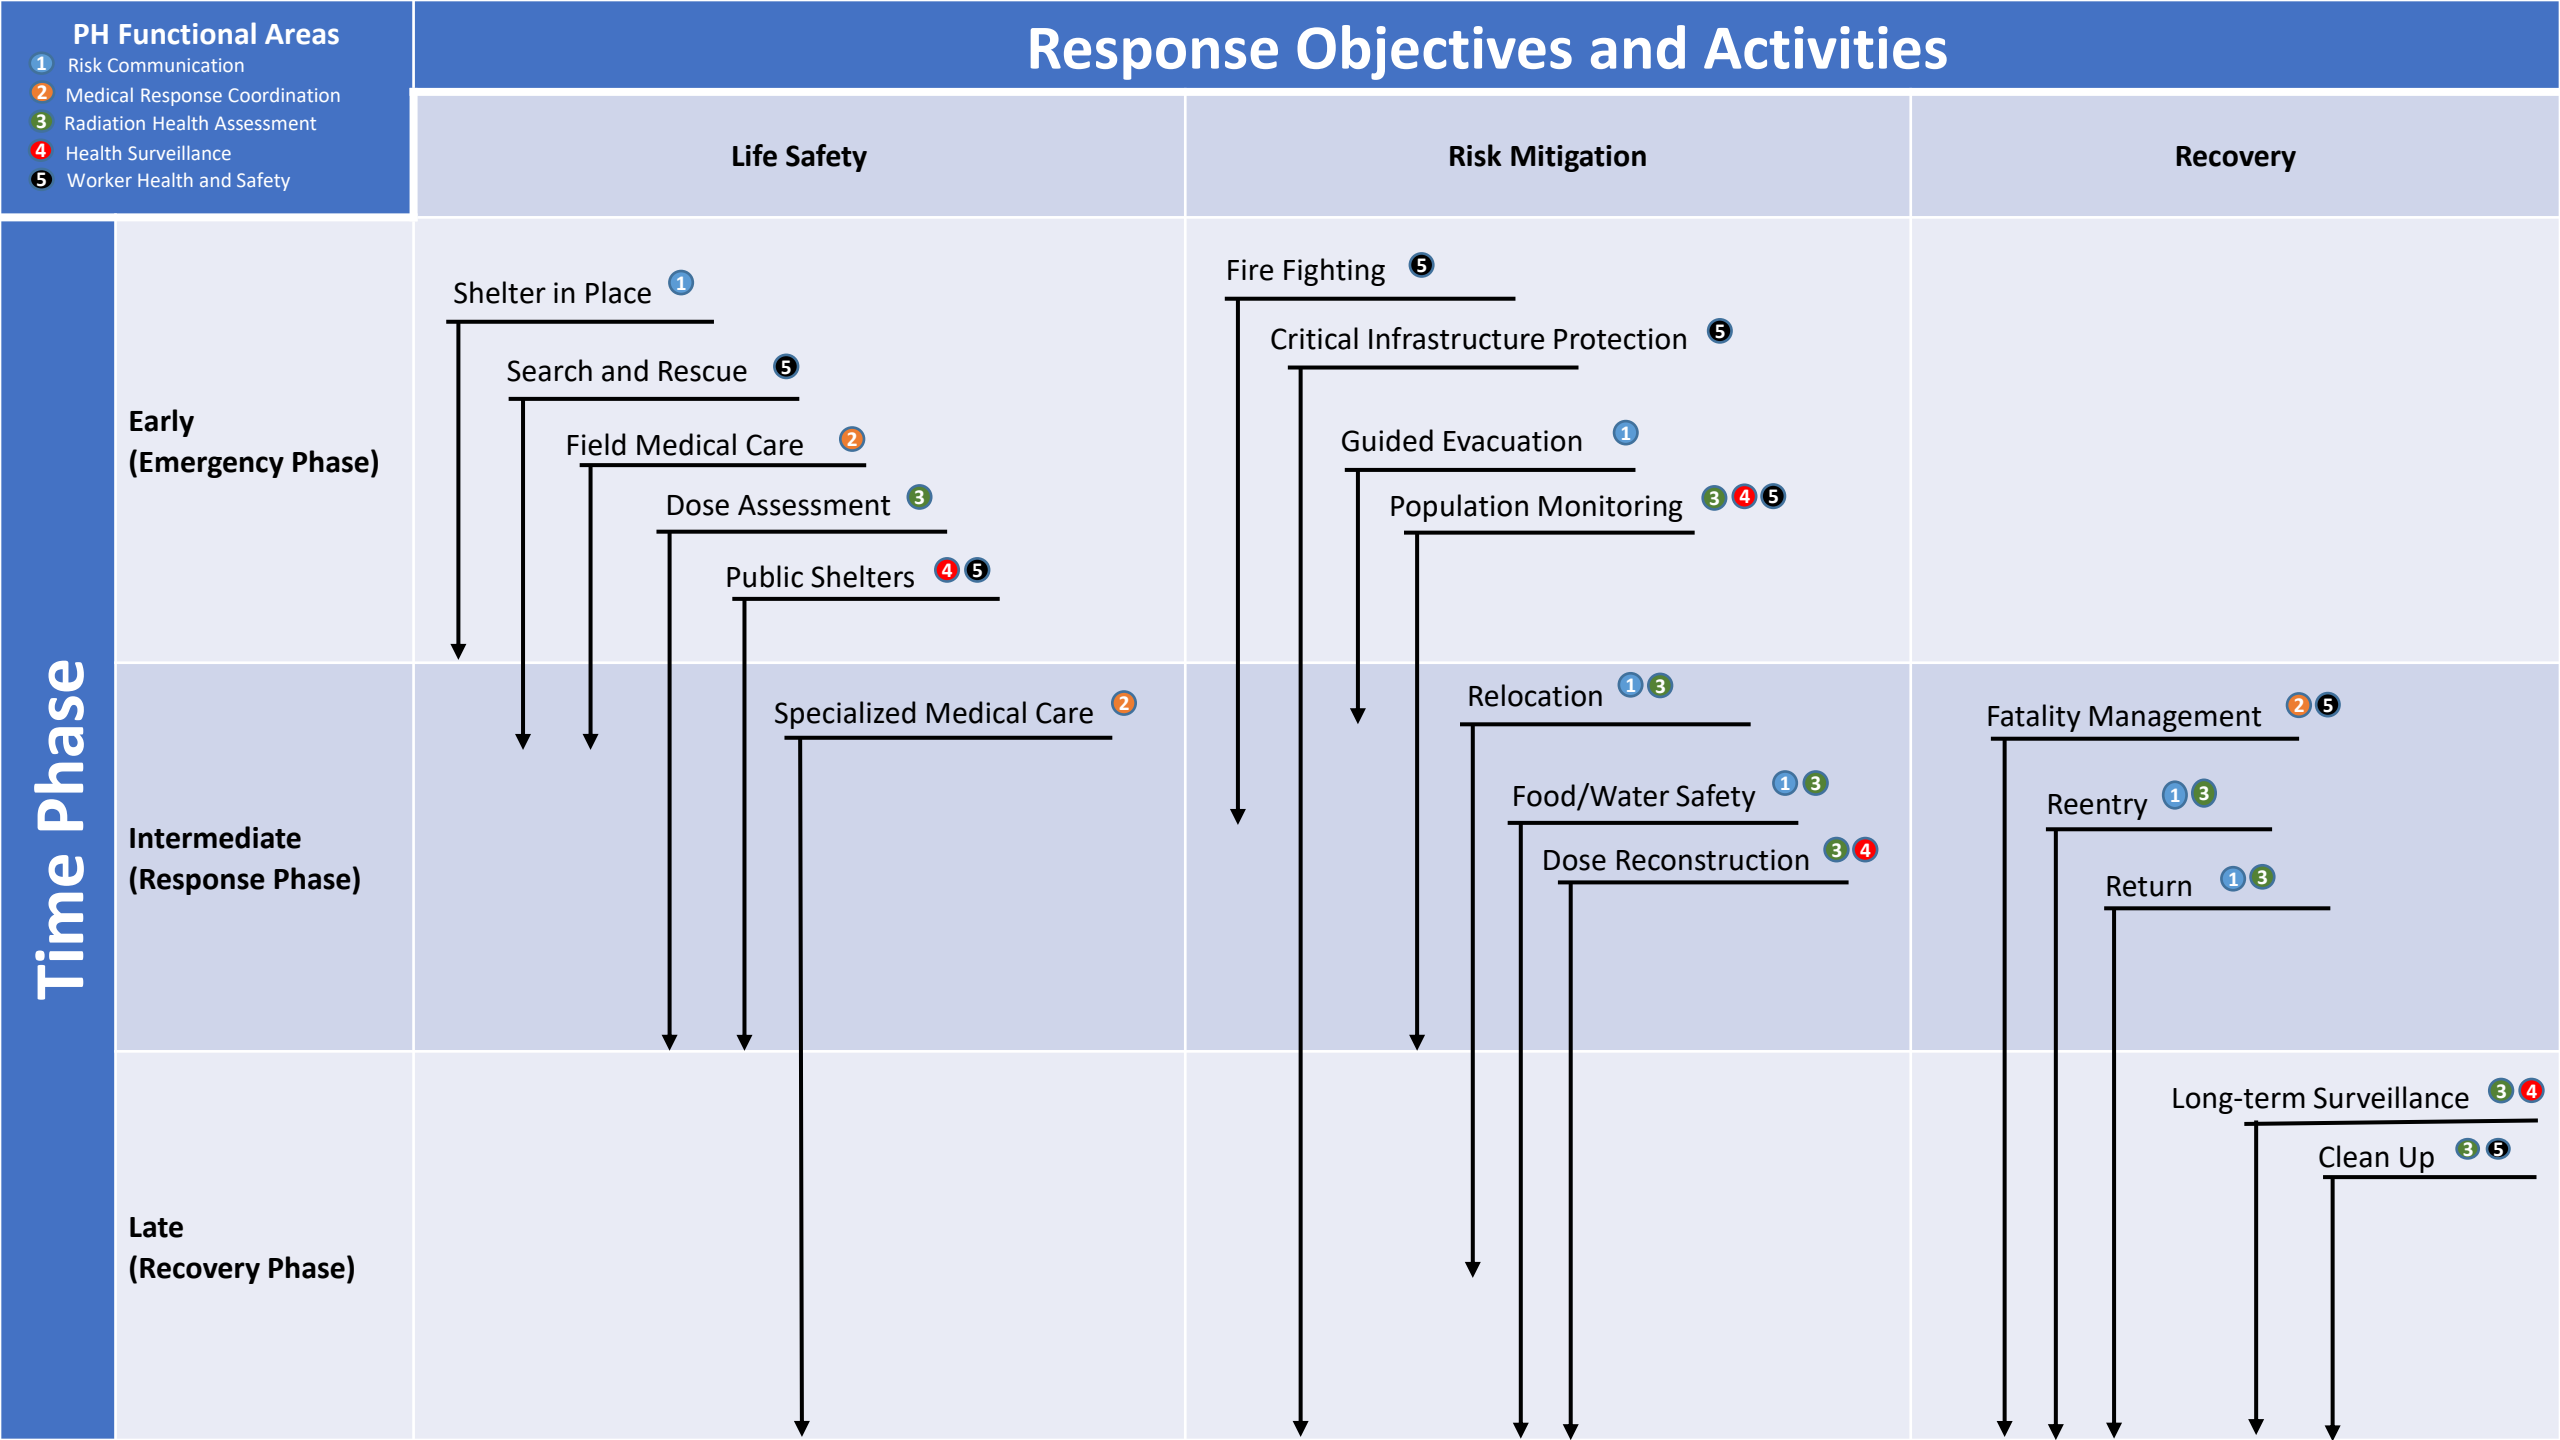 PH Functional Areas
1 Risk Communication
2 Medical Response Coordination
3 Radiation Health Assessment
4 Health Surveillance
5 Worker Health and Safety
Response Objectives and Activities
Life Safety
Risk Mitigation
Recovery
Time Phase
Early
(Emergency Phase)
Shelter in Place 1
Search and Rescue 5
Field Medical Care 2
Dose Assessment 3
Public Shelters 4 5
Fire Fighting 5
Critical Infrastructure Protection 5
Guided Evacuation 1
Population Monitoring 3 4 5
Intermediate
(Response Phase)
Specialized Medical Care 2
Relocation 1 3
Food/Water Safety 1 3
Dose Reconstruction 3 4
Fatality Management 2 5
Reentry 1 3
Return 1 3
Late
(Recovery Phase)
Long-term Surveillance 3 4
Clean Up 3 5